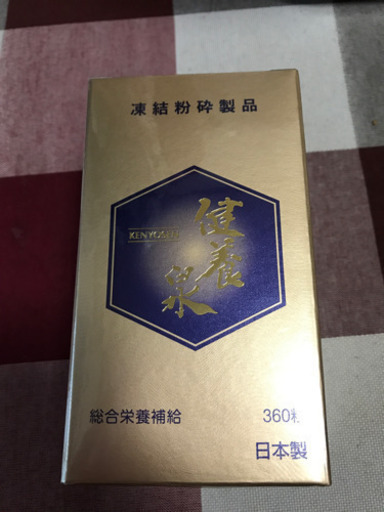 凍結粉砕製品
KENYOSEN
健養泉
総合栄養補給
360粒
日本製